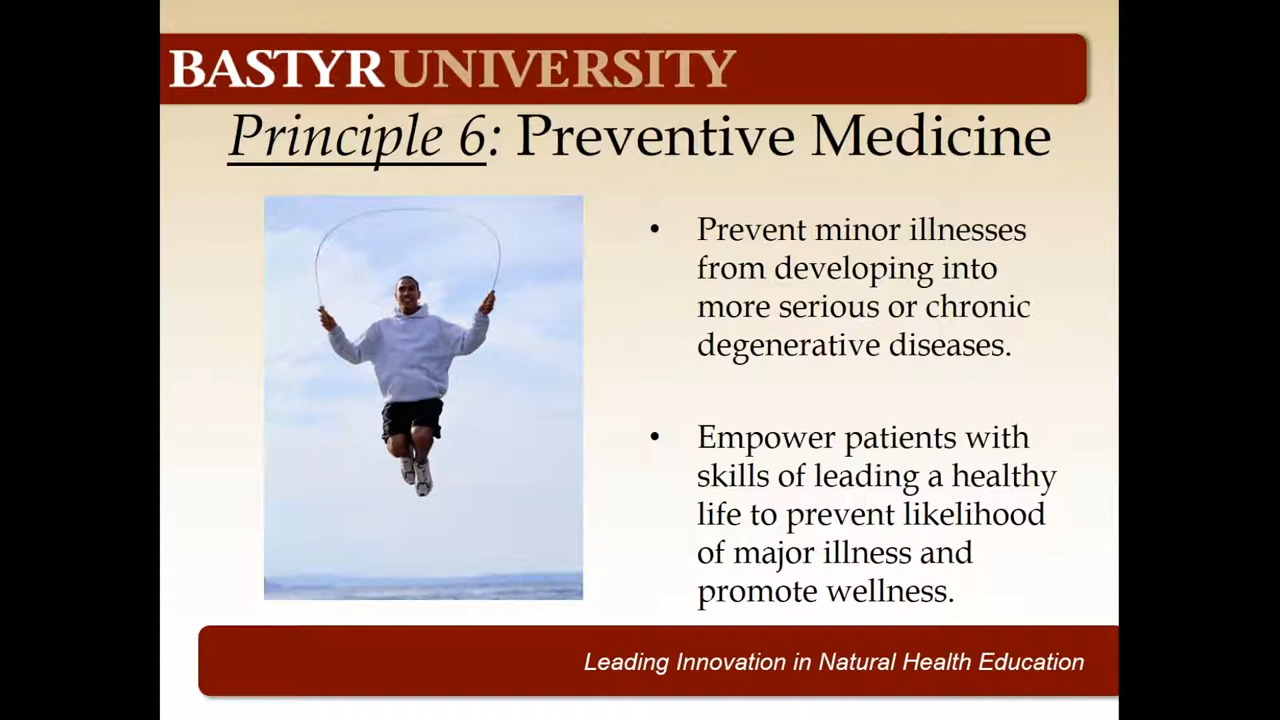 BASTYR UNIVERSITY
Principle 6: Preventive Medicine
• Prevent minor illnesses
from developing into
more serious or chronic
degenerative diseases.
• Empower patients with
skills of leading a healthy
life to prevent likelihood
of major illness and
promote wellness.
Leading Innovation in Natural Health Education